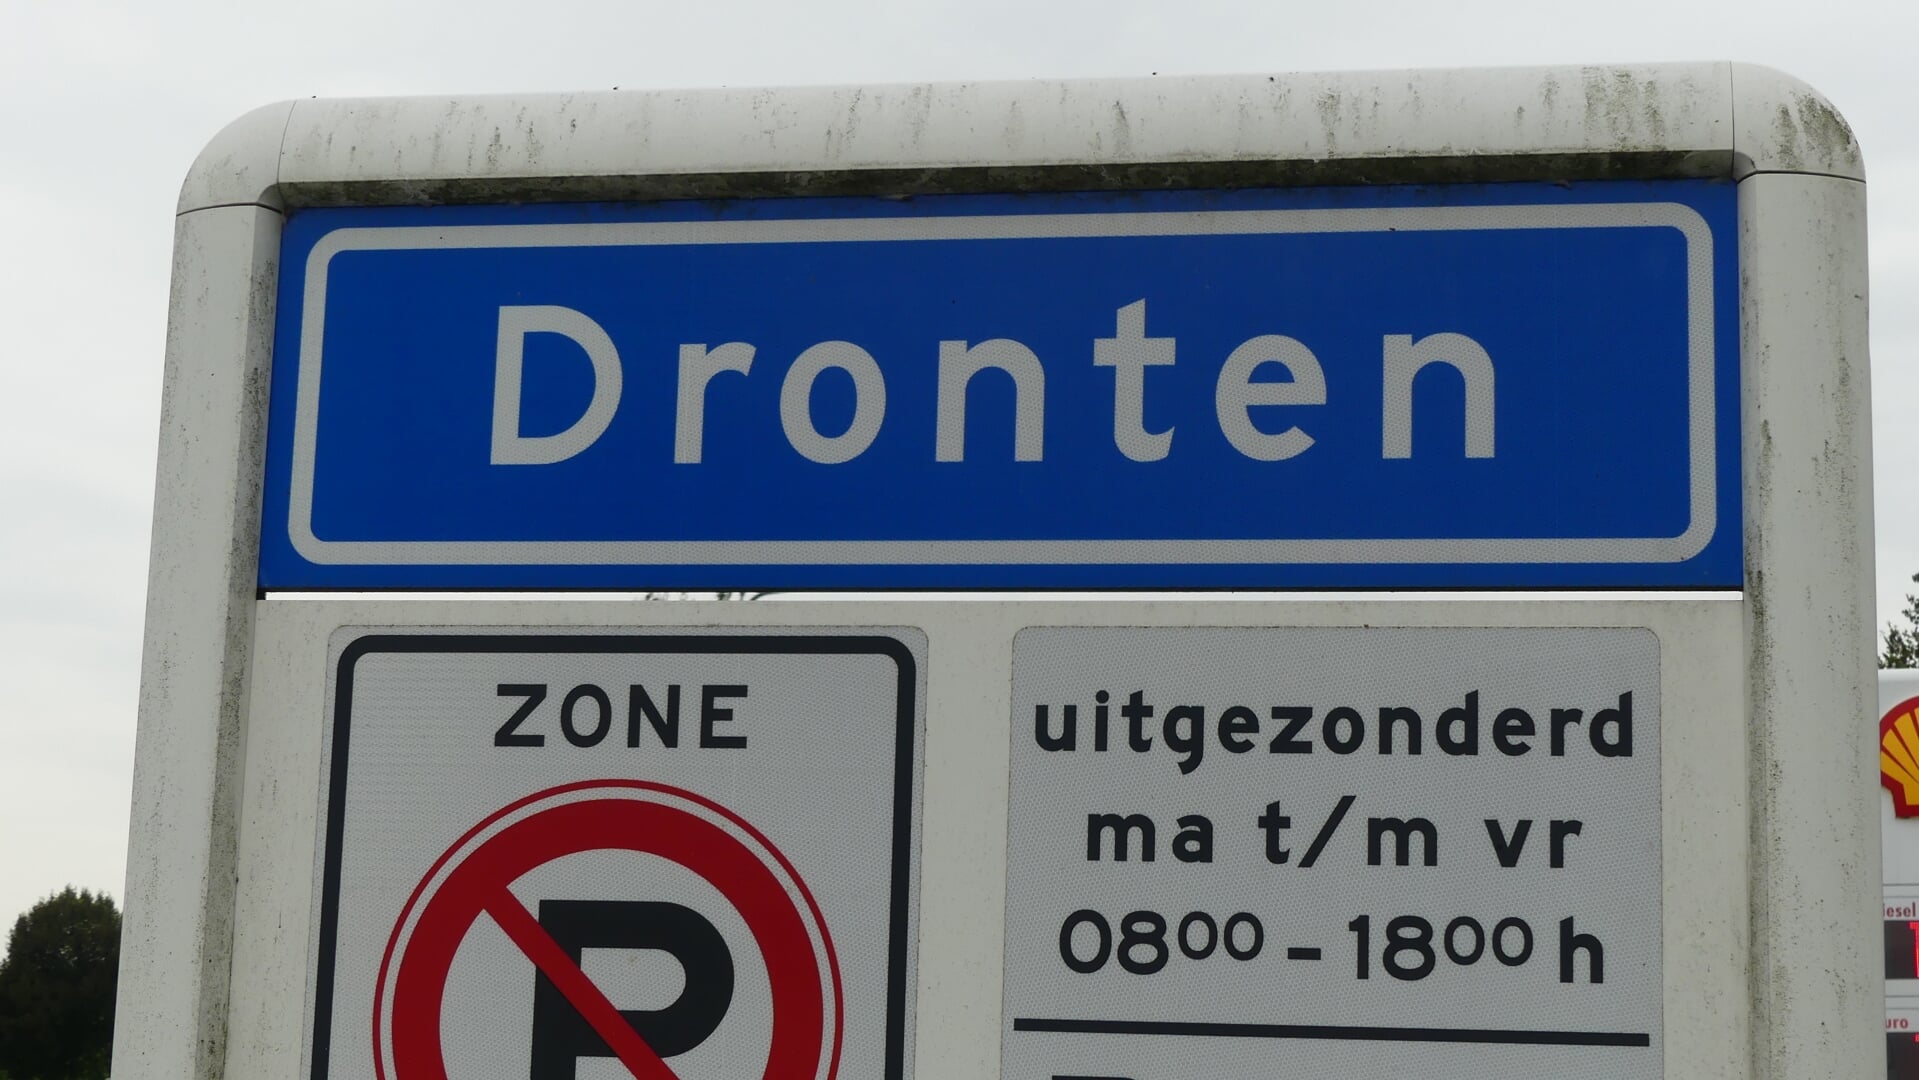 Dronten
ZONE
P
uitgezonderd
ma t/m vr
08⁰⁰ - 18⁰⁰ h